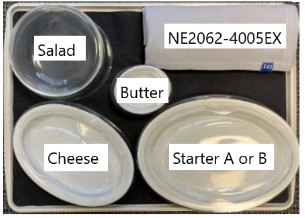 Salad
NE2062-4005EX
Butter
Cheese
Starter A or B